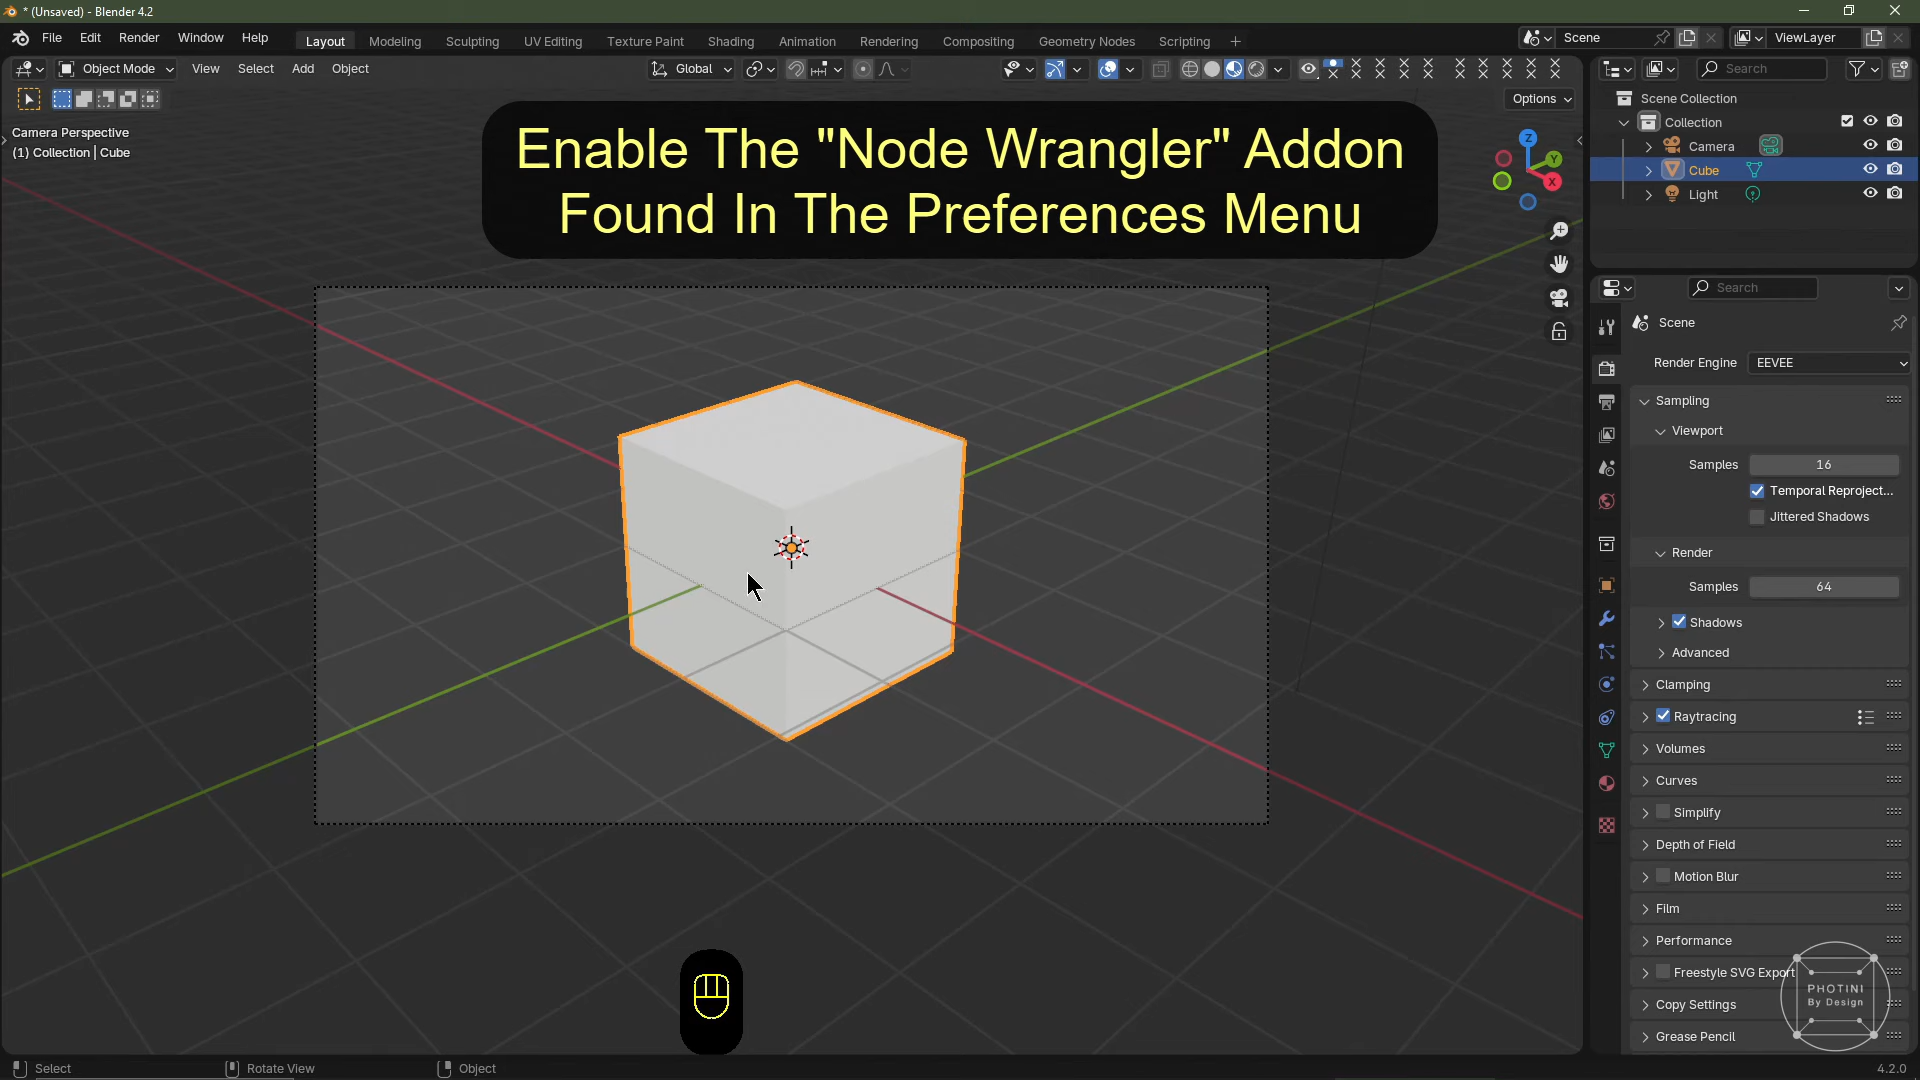 * (Unsaved) - Blender 4.2
File Edit Render Window Help
Layout Modeling Sculpting UV Editing Texture Paint Shading Animation Rendering Compositing Geometry Nodes Scripting +
Scene
ViewLayer
Object Mode View Select Add Object
Global
Search
Options
Camera Perspective
(1) Collection | Cube
Enable The "Node Wrangler" Addon
Found In The Preferences Menu
Z
Y
X
Scene Collection
Collection
Camera
Cube
Light
Search
Scene
Render Engine EEVEE
Sampling
Viewport
Samples 16
Temporal Reproject...
Jittered Shadows
Render
Samples 64
Shadows
Advanced
Clamping
Raytracing
Volumes
Curves
Simplify
Depth of Field
Motion Blur
Film
Performance
Freestyle SVG Export
Copy Settings
Grease Pencil
PHOTINI
By Design
Select Rotate View Object
4.2.0